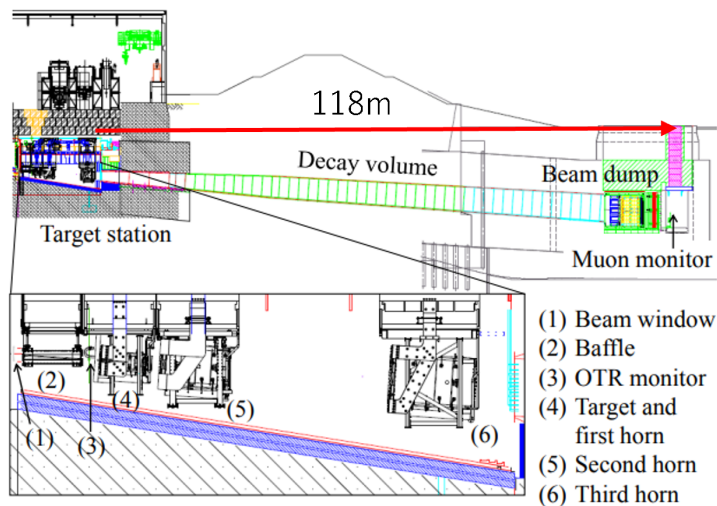 118m
Decay volume
Beam dump
Target station
Muon monitor
(1) Beam window
(2) Baffle
(3) OTR monitor
(4) Target and
first horn
(5) Second horn
(6) Third horn
(2)
(4)
(5)
(6)
(1)
(3)